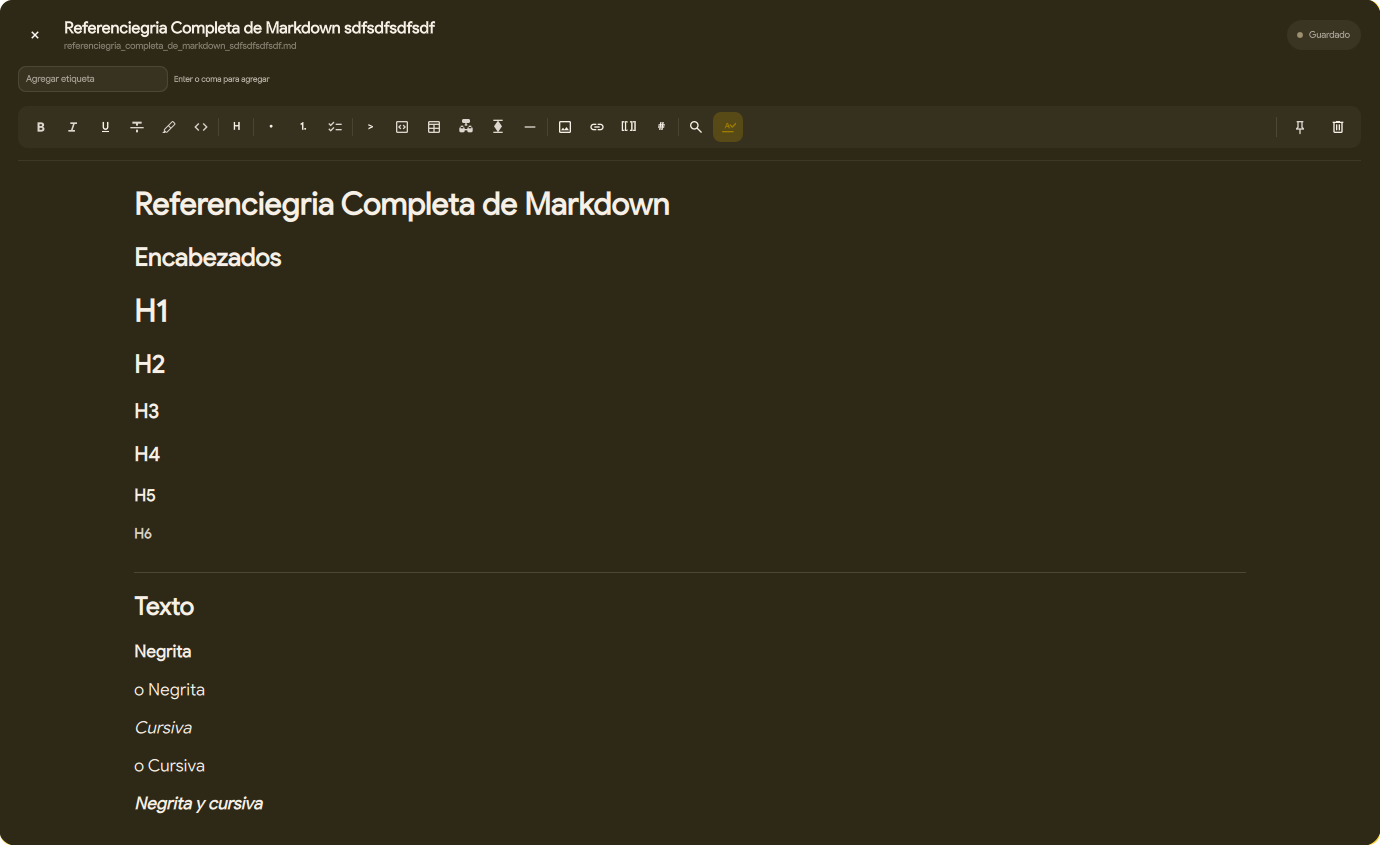 Referenciegria Completa de Markdown sdfsdfsdfsdf
referenciegria_completa_de_markdown_sdfsdfsdfsdf.md
Guardado
Agregar etiqueta
Enter o coma para agregar
B I U H 1. > #
Referenciegria Completa de Markdown
Encabezados
H1
H2
H3
H4
H5
H6
Texto
Negrita
o Negrita
Cursiva
o Cursiva
Negrita y cursiva